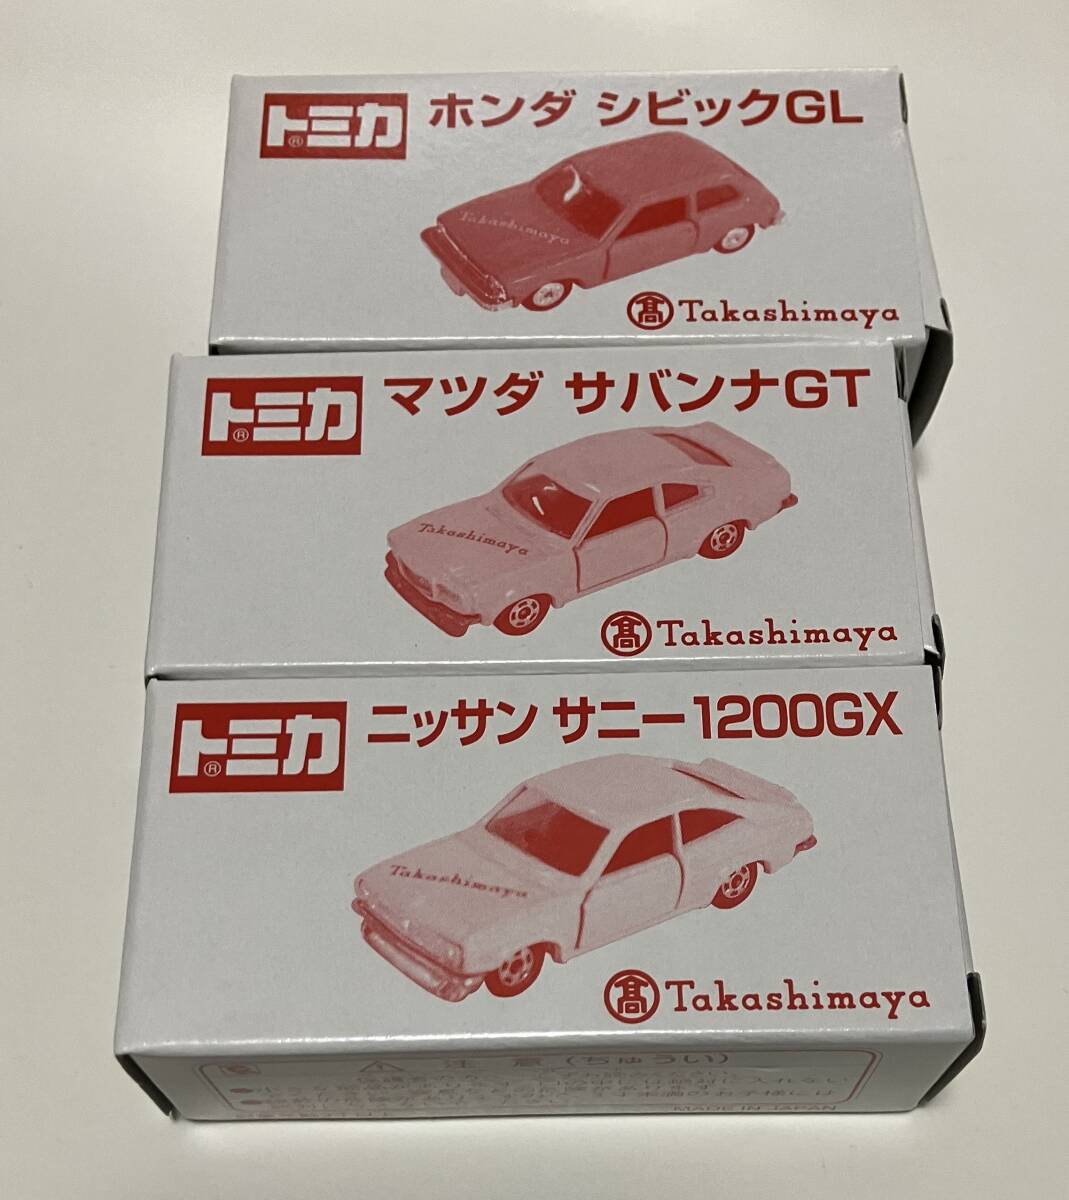 トミカ®
ホンダ シビックGL
Takashimaya
髙 Takashimaya
トミカ®
マツダ サバンナGT
Takashimaya
髙 Takashimaya
トミカ®
ニッサン サニー1200GX
Takashimaya
髙 Takashimaya
注 意(ちゅうい)
MADE IN JAPAN